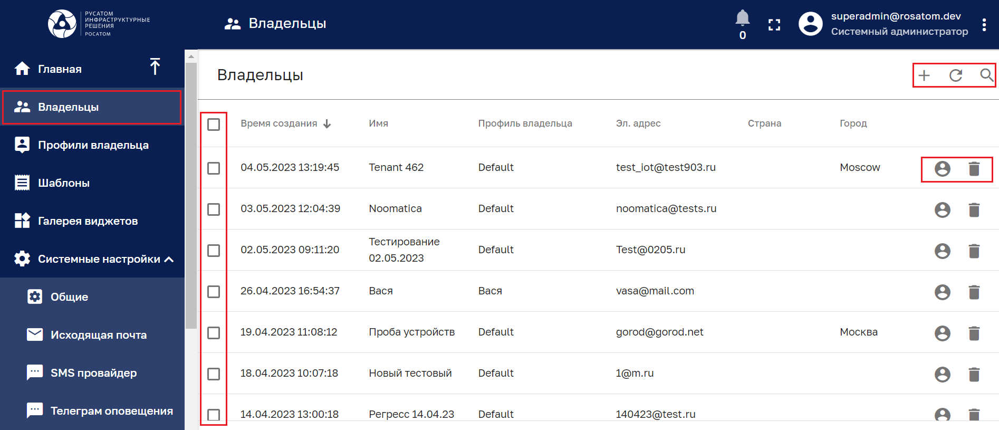 РУСАТОМ
ИНФРАСТРУКТУРНЫЕ
РЕШЕНИЯ
РОСАТОМ
Владельцы
0
superadmin@rosatom.dev
Системный администратор
Главная
Владельцы
Профили владельца
Шаблоны
Галерея виджетов
Системные настройки
Общие
Исходящая почта
SMS провайдер
Телеграм оповещения
Владельцы
Время создания Имя Профиль владельца Эл. адрес Страна Город
04.05.2023 13:19:45 Tenant 462 Default test_iot@test903.ru Moscow
03.05.2023 12:04:39 Noomatica Default noomatica@tests.ru
02.05.2023 09:11:20 Тестирование 02.05.2023 Default Test@0205.ru
26.04.2023 16:54:37 Вася Вася vasa@mail.com
19.04.2023 11:08:12 Проба устройств Default gorod@gorod.net Москва
18.04.2023 10:07:18 Новый тестовый Default 1@m.ru
14.04.2023 13:00:18 Регресс 14.04.23 Default 140423@test.ru